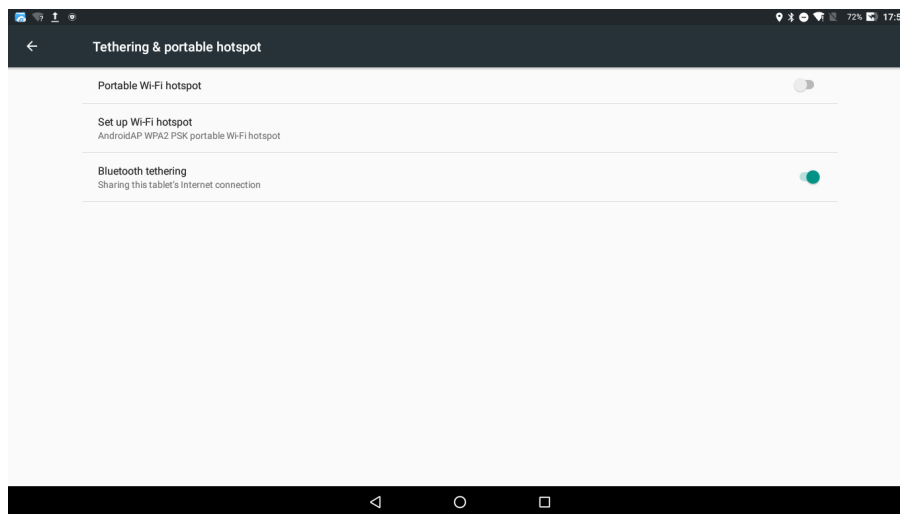 72% 17:5
Tethering & portable hotspot
Portable Wi-Fi hotspot
Set up Wi-Fi hotspot
AndroidAP WPA2 PSK portable Wi-Fi hotspot
Bluetooth tethering
Sharing this tablet's Internet connection